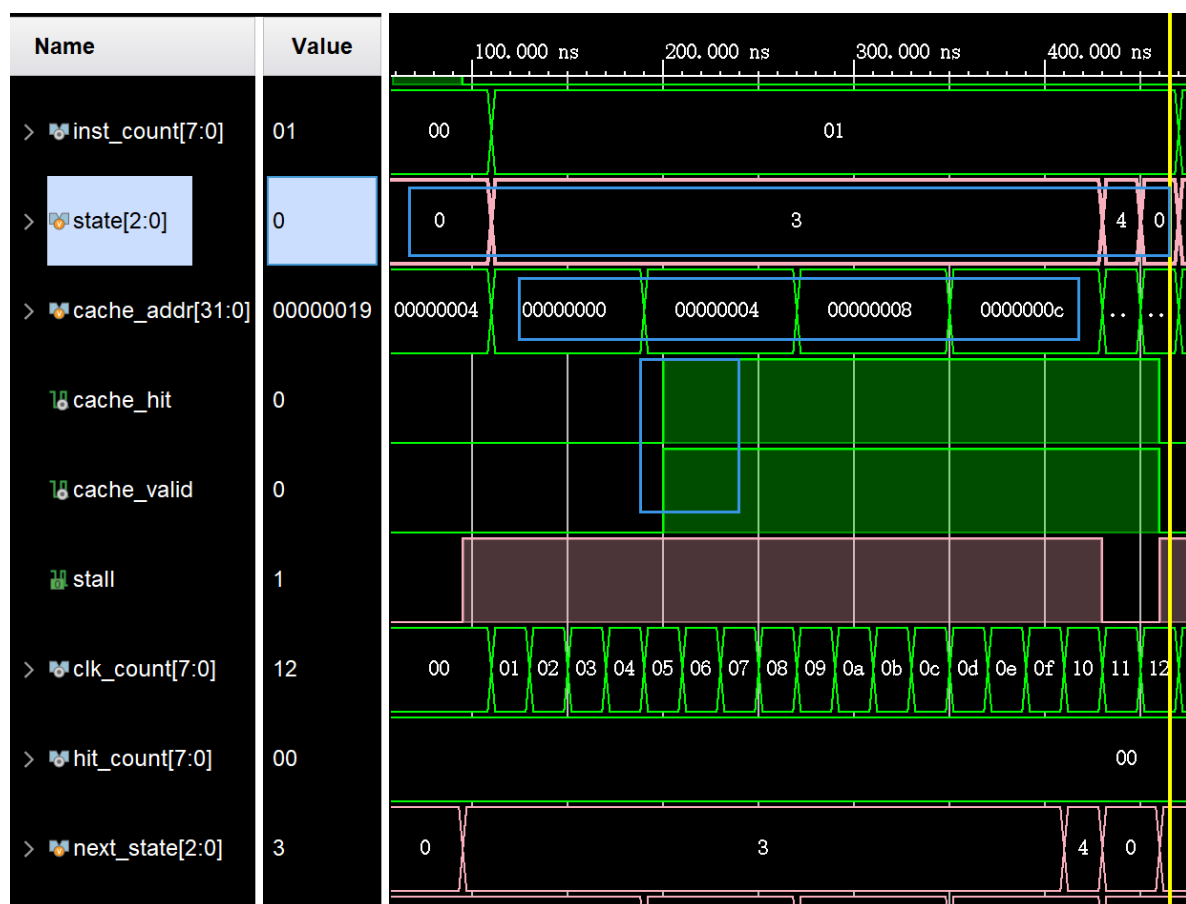 Name Value 100.000 ns 200.000 ns 300.000 ns 400.000 ns
inst_count[7:0] 01 00 01
state[2:0] 0 0 3 4 0
cache_addr[31:0] 00000019 00000004 00000000 00000004 00000008 0000000c .. ..
cache_hit 0
cache_valid 0
stall 1
clk_count[7:0] 12 00 01 02 03 04 05 06 07 08 09 0a 0b 0c 0d 0e 0f 10 11 12
hit_count[7:0] 00 00
next_state[2:0] 3 0 3 4 0